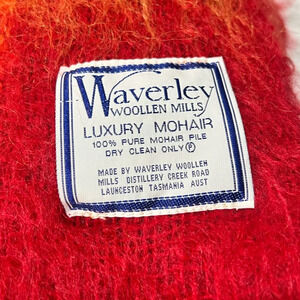 Waverley
WOOLLEN MILLS
LUXURY MOHAIR
100% PURE MOHAIR PILE
DRY CLEAN ONLY Ⓟ
MADE BY WAVERLEY WOOLLEN
MILLS DISTILLERY CREEK ROAD
LAUNCESTON TASMANIA AUST